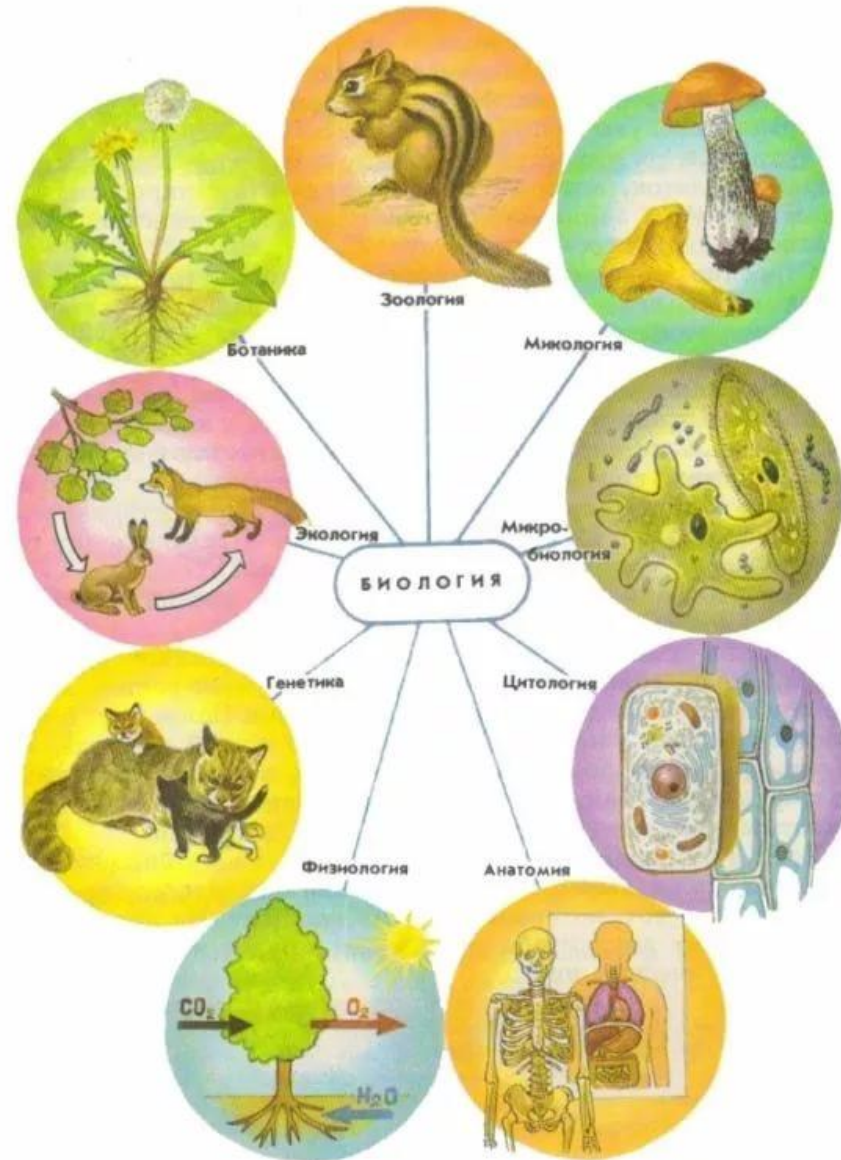 Зоология
Ботаника
Микология
Экология
Микро-
биология
БИОЛОГИЯ
Генетика
Цитология
Физиология
Анатомия
CO₂
O₂
H₂O